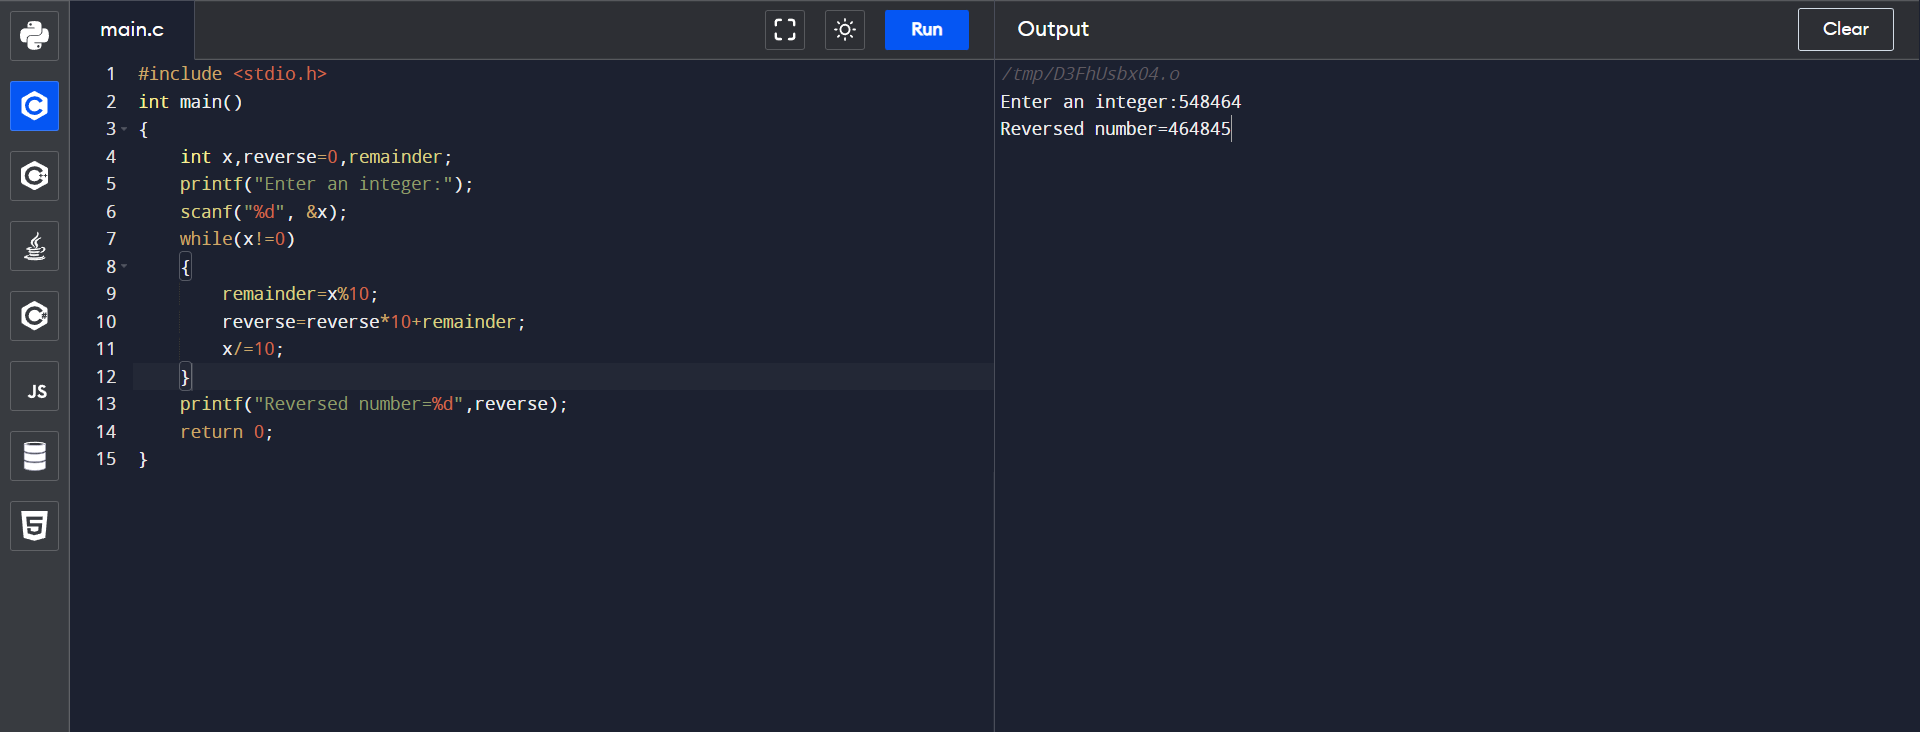 main.c
Run
Output
Clear
1 #include <stdio.h>
2 int main()
3 {
4     int x,reverse=0,remainder;
5     printf("Enter an integer:");
6     scanf("%d", &x);
7     while(x!=0)
8     {
9         remainder=x%10;
10         reverse=reverse*10+remainder;
11         x/=10;
12     }
13     printf("Reversed number=%d",reverse);
14     return 0;
15 }
/tmp/D3FhUsbxO4.o
Enter an integer:548464
Reversed number=464845
JS